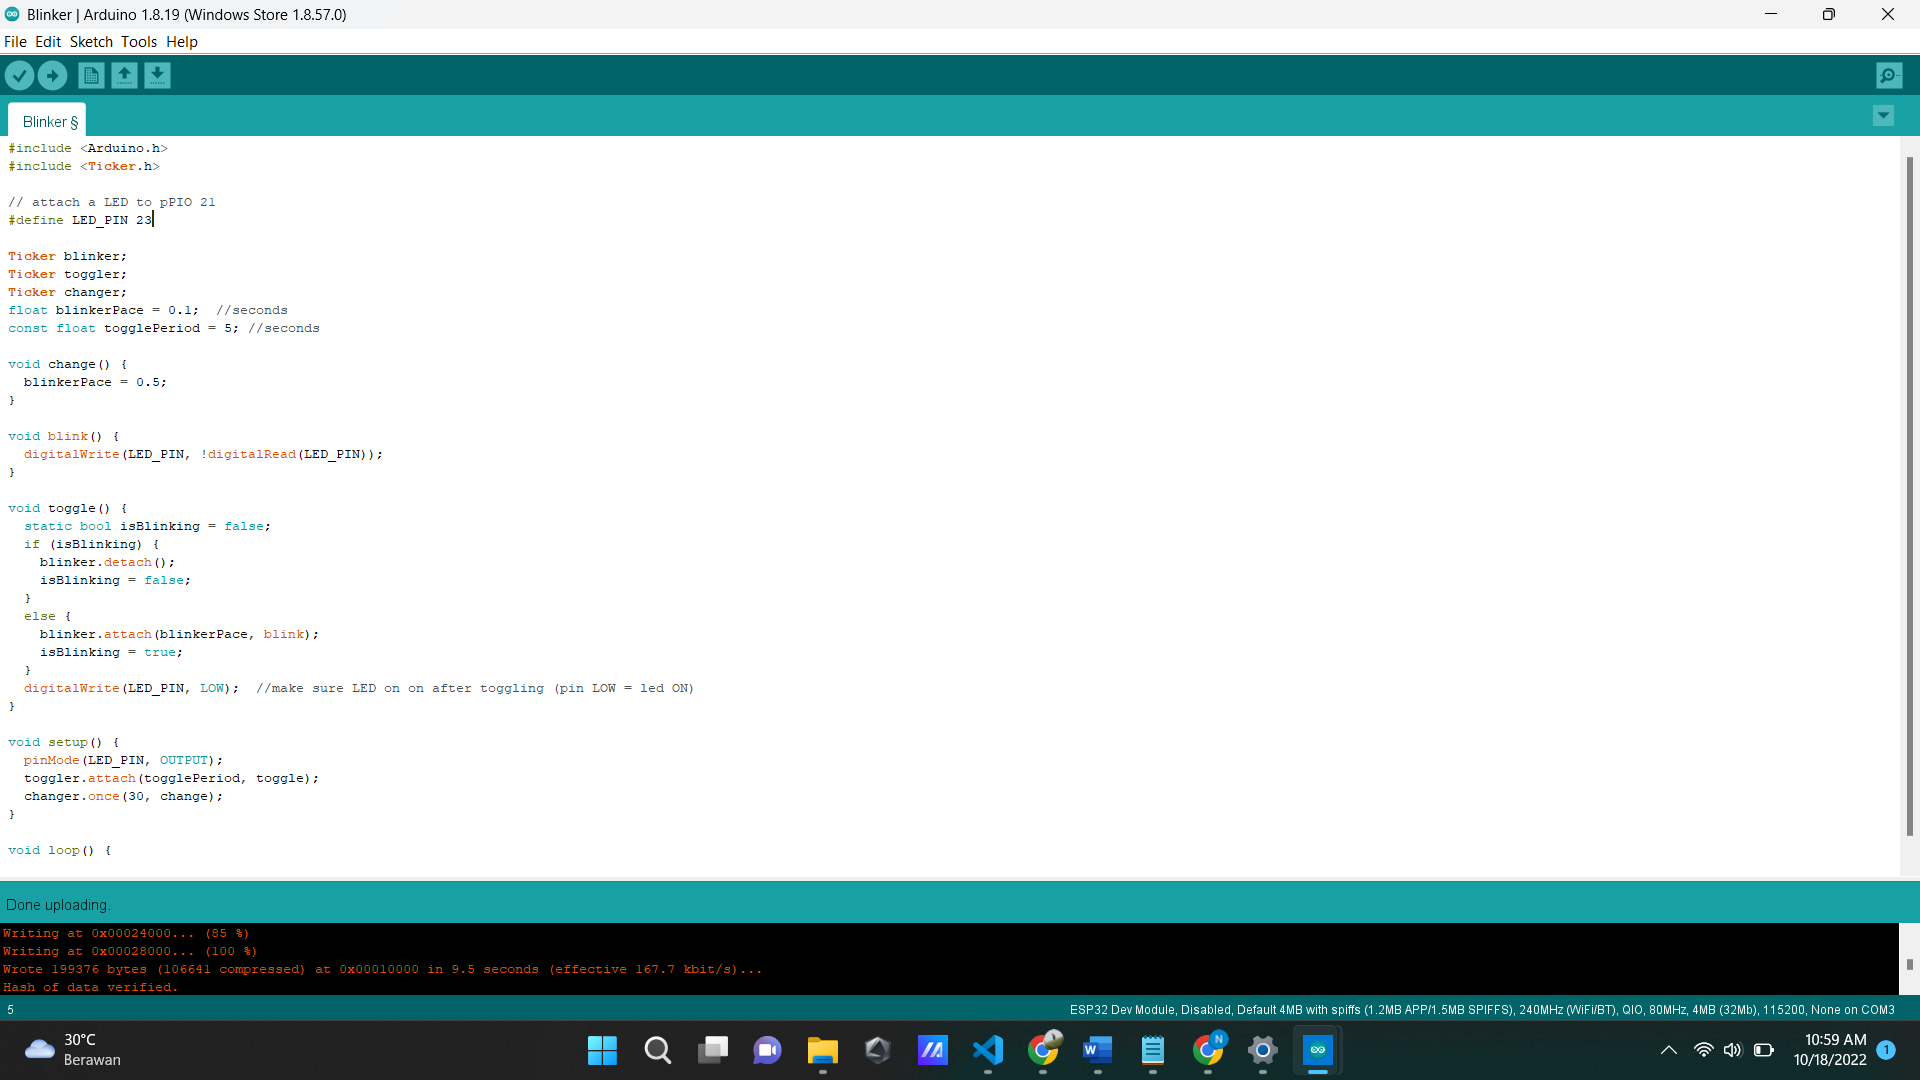 Blinker | Arduino 1.8.19 (Windows Store 1.8.57.0)
File Edit Sketch Tools Help
Blinker §
#include <Arduino.h>
#include <Ticker.h>
// attach a LED to pPIO 21
#define LED_PIN 23
Ticker blinker;
Ticker toggler;
Ticker changer;
float blinkerPace = 0.1;  //seconds
const float togglePeriod = 5; //seconds
void change() {
  blinkerPace = 0.5;
}
void blink() {
  digitalWrite(LED_PIN, !digitalRead(LED_PIN));
}
void toggle() {
  static bool isBlinking = false;
  if (isBlinking) {
    blinker.detach();
    isBlinking = false;
  }
  else {
    blinker.attach(blinkerPace, blink);
    isBlinking = true;
  }
  digitalWrite(LED_PIN, LOW);  //make sure LED on on after toggling (pin LOW = led ON)
}
void setup() {
  pinMode(LED_PIN, OUTPUT);
  toggler.attach(togglePeriod, toggle);
  changer.once(30, change);
}
void loop() {
Done uploading.
Writing at 0x00024000... (85 %)
Writing at 0x00028000... (100 %)
Wrote 199376 bytes (106641 compressed) at 0x00010000 in 9.5 seconds (effective 167.7 kbit/s)...
Hash of data verified.
5
ESP32 Dev Module, Disabled, Default 4MB with spiffs (1.2MB APP/1.5MB SPIFFS), 240MHz (WiFi/BT), QIO, 80MHz, 4MB (32Mb), 115200, None on COM3
30°C
Berawan
W
N
10:59 AM
10/18/2022
1